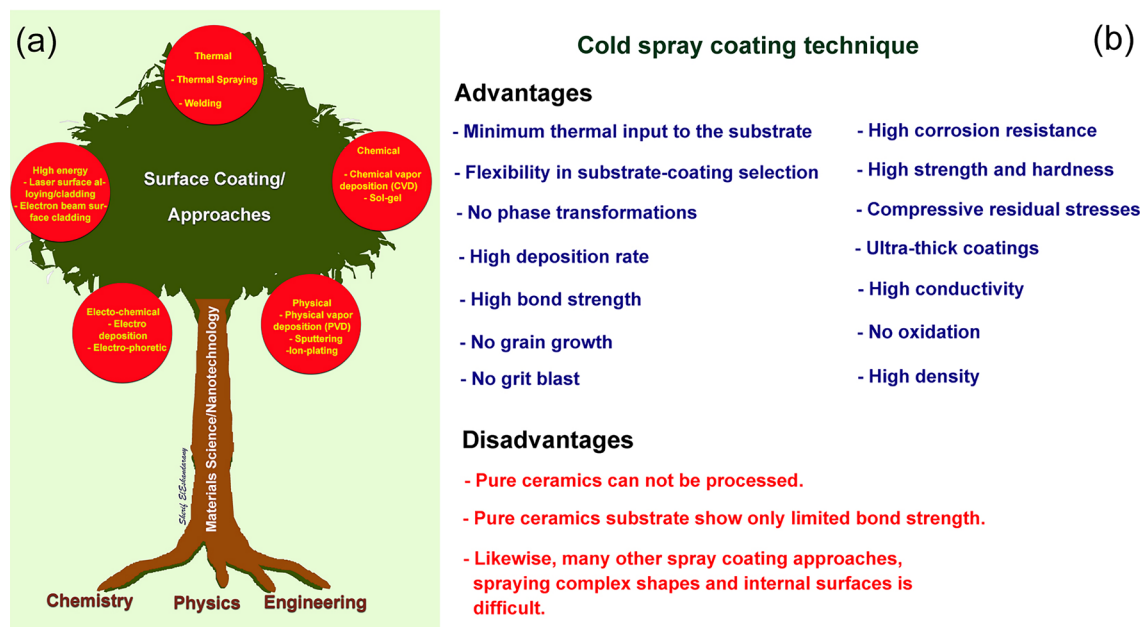 (a)
Thermal
- Thermal Spraying
- Welding
High energy
- Laser surface al-
loying/cladding
- Electron beam sur-
face cladding
Surface Coating/
Approaches
Chemical
- Chemical vapor
deposition (CVD)
- Sol-gel
Electo-chemical
- Electro
deposition
- Electro-phoretic
Physical
- Physical vapor
deposition (PVD)
- Sputtering
-Ion-plating
Materials Science/Nanotechnology
Sherif ElEskandarany
Chemistry
Physics
Engineering
(b)
Cold spray coating technique
Advantages
- Minimum thermal input to the substrate
- Flexibility in substrate-coating selection
- No phase transformations
- High deposition rate
- High bond strength
- No grain growth
- No grit blast
- High corrosion resistance
- High strength and hardness
- Compressive residual stresses
- Ultra-thick coatings
- High conductivity
- No oxidation
- High density
Disadvantages
- Pure ceramics can not be processed.
- Pure ceramics substrate show only limited bond strength.
- Likewise, many other spray coating approaches,
spraying complex shapes and internal surfaces is
difficult.